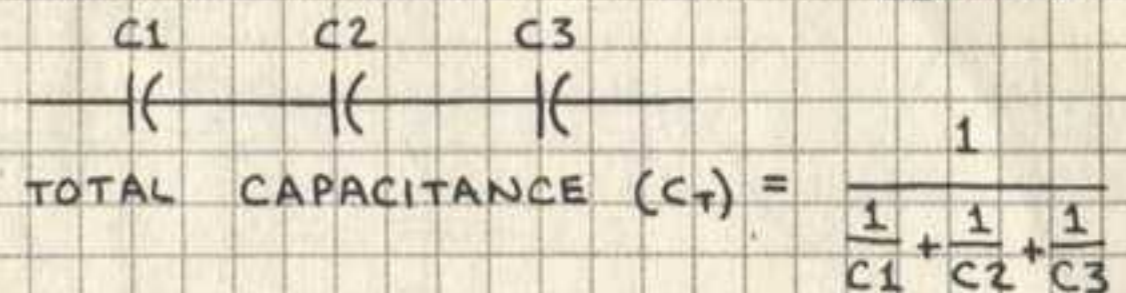 C1 C2 C3
TOTAL CAPACITANCE (CT) = 1
1/C1 + 1/C2 + 1/C3